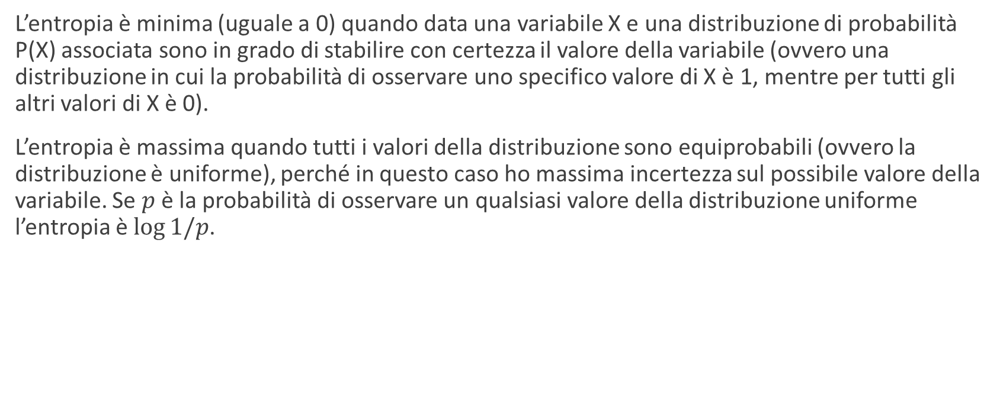 L’entropia è minima (uguale a 0) quando data una variabile X e una distribuzione di probabilità
P(X) associata sono in grado di stabilire con certezza il valore della variabile (ovvero una
distribuzione in cui la probabilità di osservare uno specifico valore di X è 1, mentre per tutti gli
altri valori di X è 0).
L’entropia è massima quando tutti i valori della distribuzione sono equiprobabili (ovvero la
distribuzione è uniforme), perché in questo caso ho massima incertezza sul possibile valore della
variabile. Se 𝑝 è la probabilità di osservare un qualsiasi valore della distribuzione uniforme
l’entropia è log 1/𝑝.